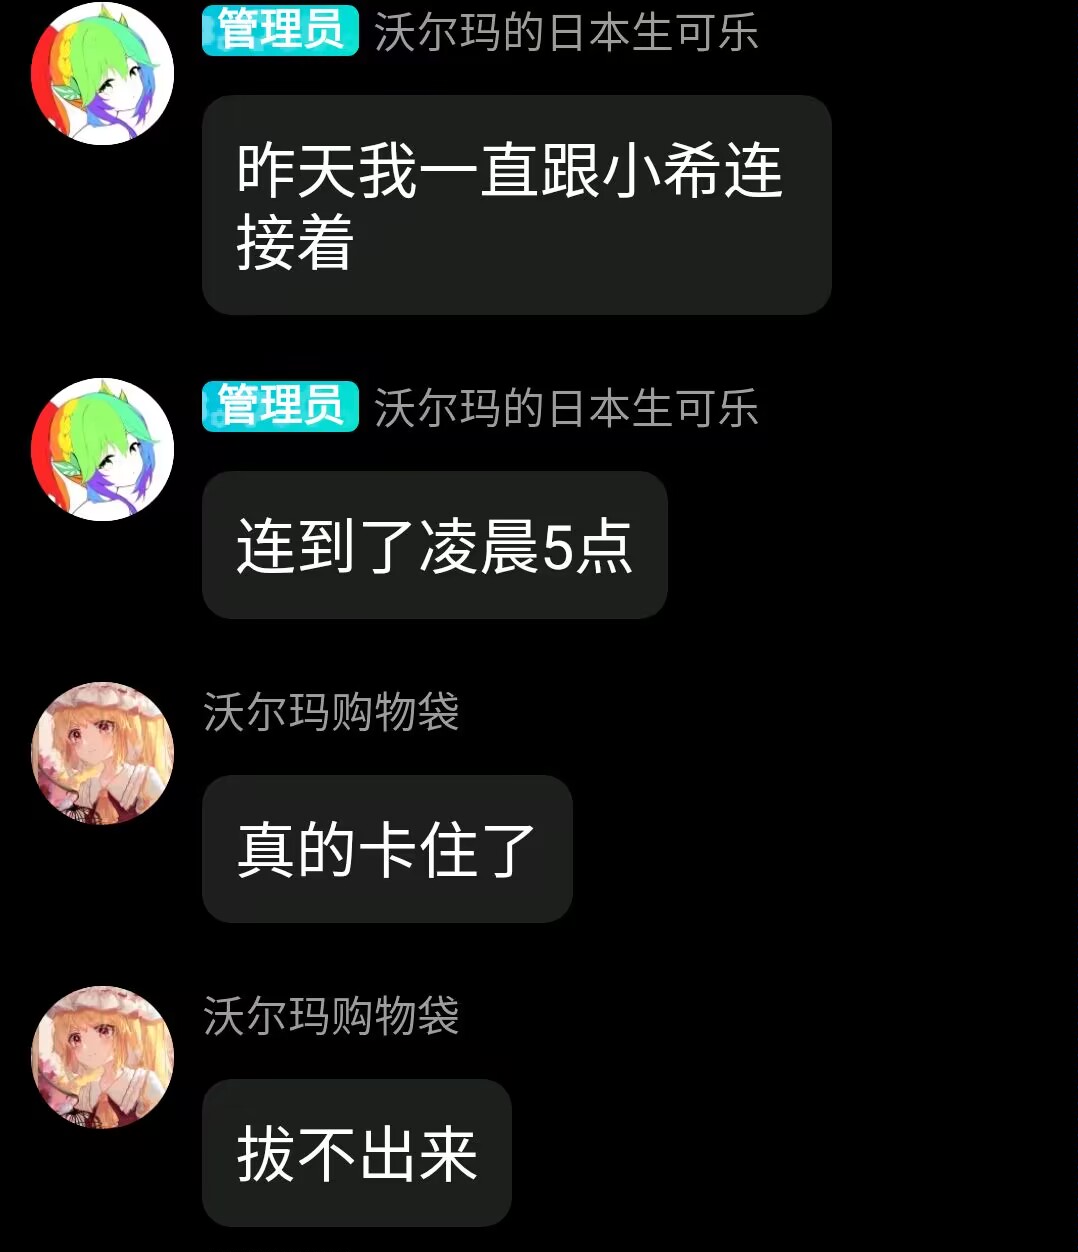 管理员 沃尔玛的日本生可乐
昨天我一直跟小希连
接着
管理员 沃尔玛的日本生可乐
连到了凌晨5点
沃尔玛购物袋
真的卡住了
沃尔玛购物袋
拔不出来